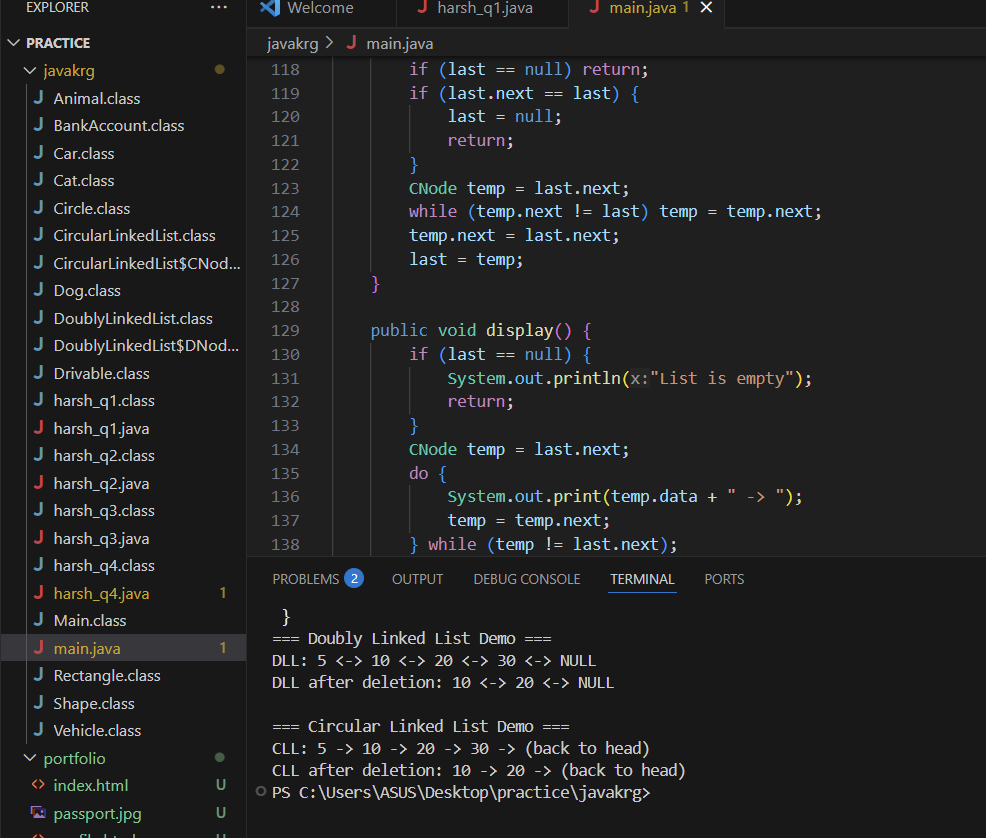 EXPLORER ...
PRACTICE
javakrg
Animal.class
BankAccount.class
Car.class
Cat.class
Circle.class
CircularLinkedList.class
CircularLinkedList$CNod...
Dog.class
DoublyLinkedList.class
DoublyLinkedList$DNod...
Drivable.class
harsh_q1.class
harsh_q1.java
harsh_q2.class
harsh_q2.java
harsh_q3.class
harsh_q3.java
harsh_q4.class
harsh_q4.java 1
Main.class
main.java 1
Rectangle.class
Shape.class
Vehicle.class
portfolio
index.html U
passport.jpg U
Welcome harsh_q1.java main.java 1
javakrg > main.java
118 if (last == null) return;
119 if (last.next == last) {
120 last = null;
121 return;
122 }
123 CNode temp = last.next;
124 while (temp.next != last) temp = temp.next;
125 temp.next = last.next;
126 last = temp;
127 }
128
129 public void display() {
130 if (last == null) {
131 System.out.println(x:"List is empty");
132 return;
133 }
134 CNode temp = last.next;
135 do {
136 System.out.print(temp.data + " -> ");
137 temp = temp.next;
138 } while (temp != last.next);
PROBLEMS 2 OUTPUT DEBUG CONSOLE TERMINAL PORTS
}
=== Doubly Linked List Demo ===
DLL: 5 <-> 10 <-> 20 <-> 30 <-> NULL
DLL after deletion: 10 <-> 20 <-> NULL
=== Circular Linked List Demo ===
CLL: 5 -> 10 -> 20 -> 30 -> (back to head)
CLL after deletion: 10 -> 20 -> (back to head)
PS C:\Users\ASUS\Desktop\practice\javakrg>